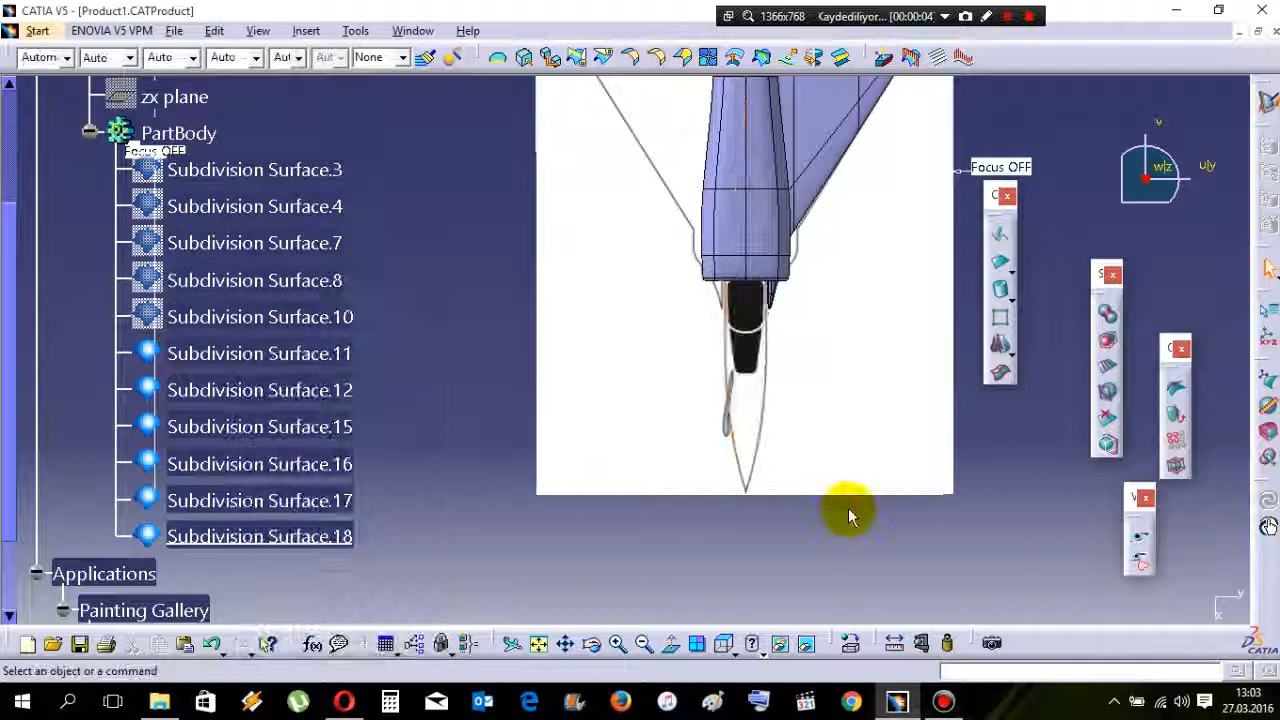 CATIA V5 - [Product1.CATProduct]
1366x768 Kaydediliyor... [00:00:04]
Start ENOVIA V5 VPM File Edit View Insert Tools Window Help
Autom Auto Auto Auto Aut Aut None
zx plane
PartBody
Focus OFF
Subdivision Surface.3
Subdivision Surface.4
Subdivision Surface.7
Subdivision Surface.8
Subdivision Surface.10
Subdivision Surface.11
Subdivision Surface.12
Subdivision Surface.15
Subdivision Surface.16
Subdivision Surface.17
Subdivision Surface.18
Applications
Painting Gallery
Focus OFF
v
w|z
u|y
C
S
C
V
y
x
CATIA
Select an object or a command
13:03
27.03.2016